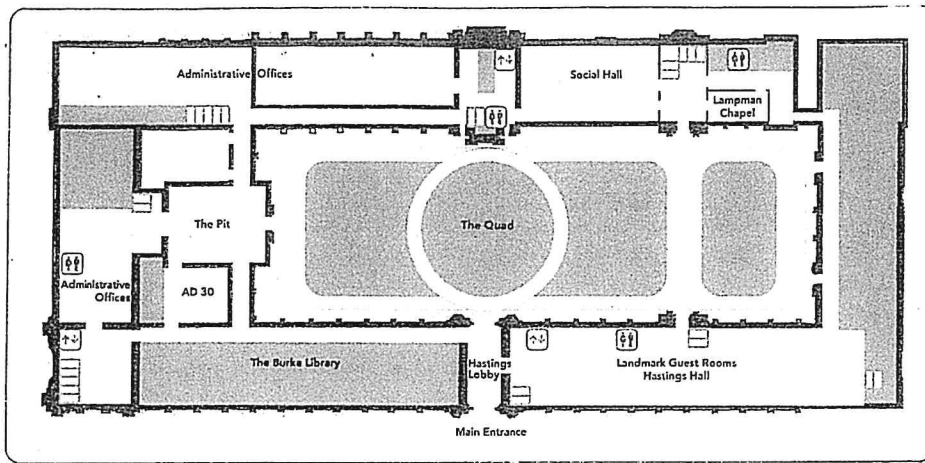 Administrative Offices
Social Hall
Lampman
Chapel
The Pit
The Quad
Administrative
Offices
AD 30
The Burke Library
Hastings
Lobby
Landmark Guest Rooms
Hastings Hall
Main Entrance